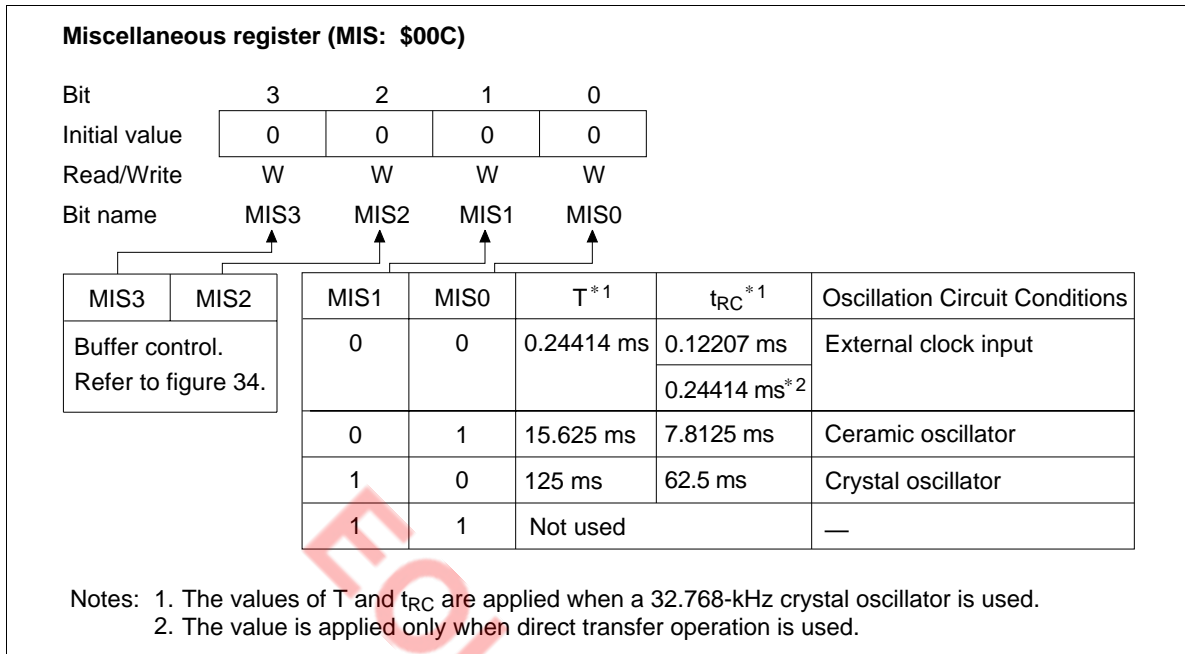 Miscellaneous register (MIS: $00C)
Bit 3 2 1 0
Initial value 0 0 0 0
Read/Write W W W W
Bit name MIS3 MIS2 MIS1 MIS0
MIS3 MIS2
Buffer control.
Refer to figure 34.
MIS1 MIS0 T*1 tRC*1 Oscillation Circuit Conditions
0 0 0.24414 ms 0.12207 ms External clock input
0.24414 ms*2
0 1 15.625 ms 7.8125 ms Ceramic oscillator
1 0 125 ms 62.5 ms Crystal oscillator
1 1 Not used —
Notes: 1. The values of T and tRC are applied when a 32.768-kHz crystal oscillator is used.
2. The value is applied only when direct transfer operation is used.